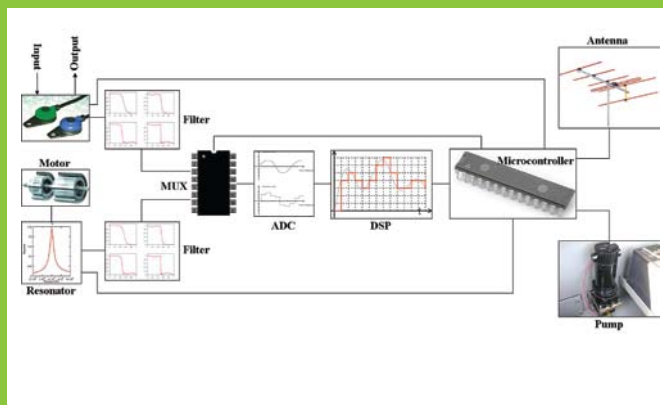 Input
Output
Antenna
Filter
Motor
MUX
Microcontroller
ADC
DSP
t
Filter
Resonator
Pump